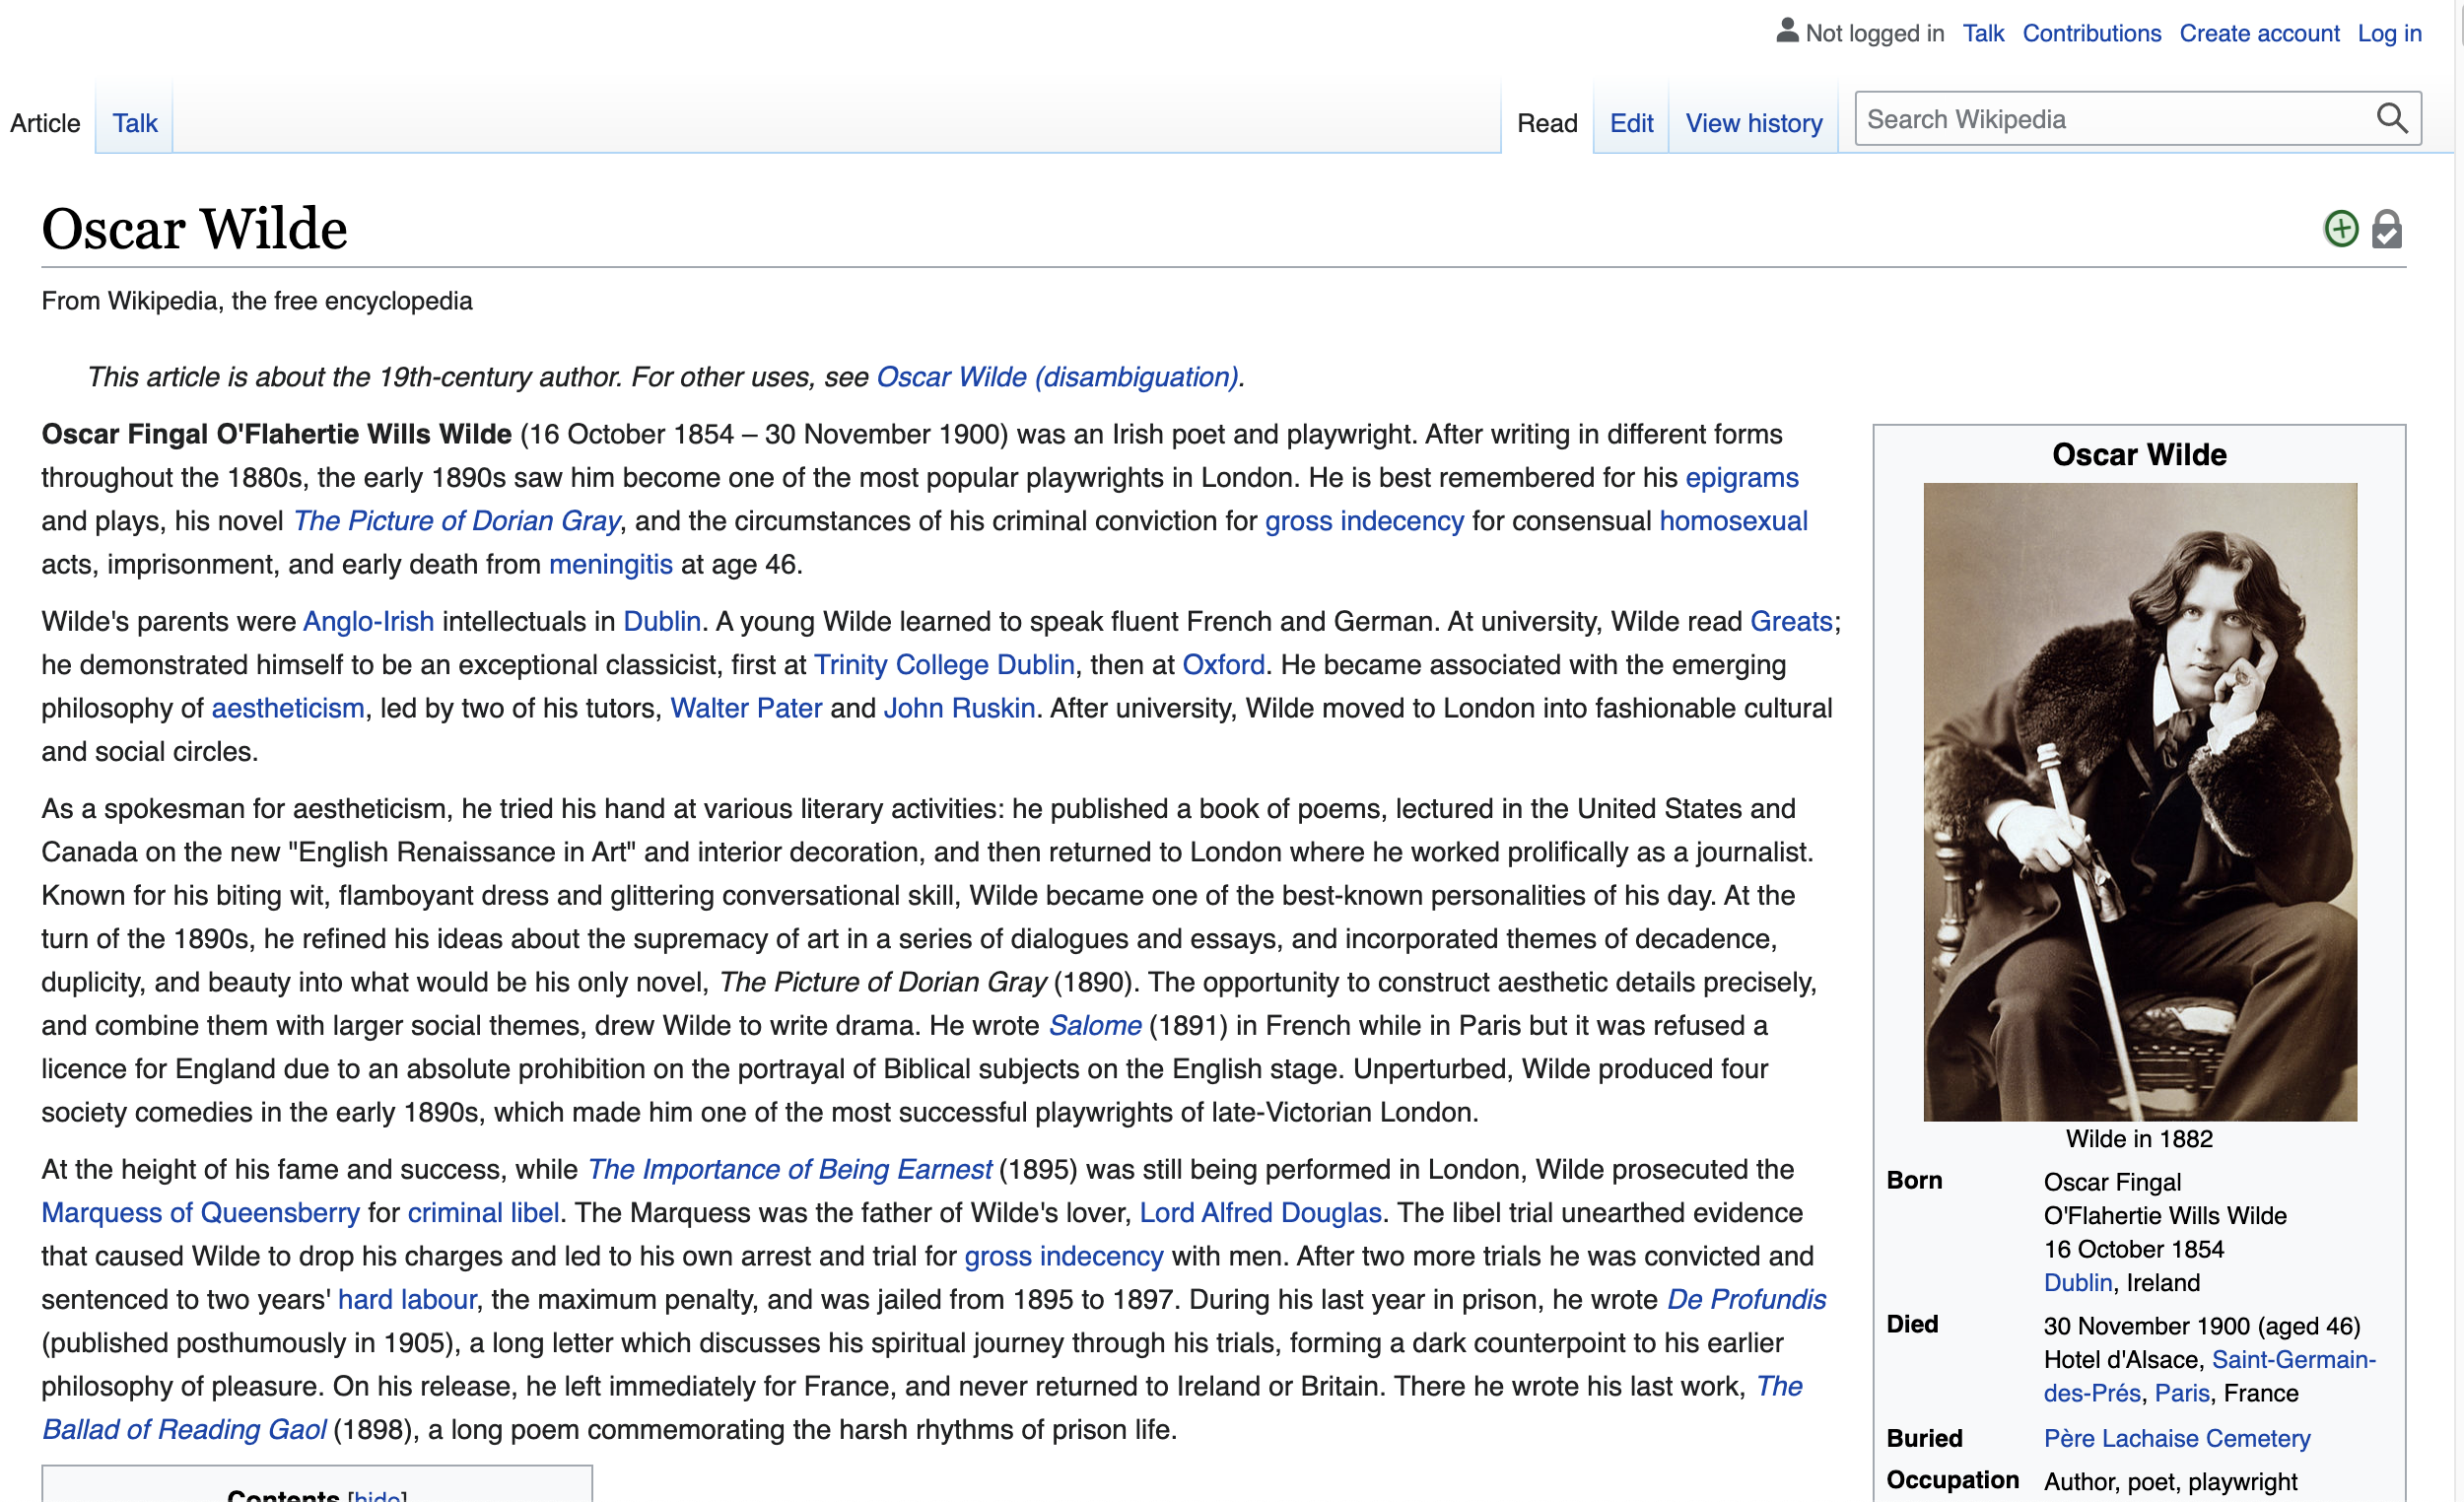 Not logged in Talk Contributions Create account Log in
Article Talk Read Edit View history Search Wikipedia
Oscar Wilde
From Wikipedia, the free encyclopedia
This article is about the 19th-century author. For other uses, see Oscar Wilde (disambiguation).
Oscar Fingal O'Flahertie Wills Wilde (16 October 1854 – 30 November 1900) was an Irish poet and playwright. After writing in different forms
throughout the 1880s, the early 1890s saw him become one of the most popular playwrights in London. He is best remembered for his epigrams
and plays, his novel The Picture of Dorian Gray, and the circumstances of his criminal conviction for gross indecency for consensual homosexual
acts, imprisonment, and early death from meningitis at age 46.
Wilde's parents were Anglo-Irish intellectuals in Dublin. A young Wilde learned to speak fluent French and German. At university, Wilde read Greats;
he demonstrated himself to be an exceptional classicist, first at Trinity College Dublin, then at Oxford. He became associated with the emerging
philosophy of aestheticism, led by two of his tutors, Walter Pater and John Ruskin. After university, Wilde moved to London into fashionable cultural
and social circles.
As a spokesman for aestheticism, he tried his hand at various literary activities: he published a book of poems, lectured in the United States and
Canada on the new "English Renaissance in Art" and interior decoration, and then returned to London where he worked prolifically as a journalist.
Known for his biting wit, flamboyant dress and glittering conversational skill, Wilde became one of the best-known personalities of his day. At the
turn of the 1890s, he refined his ideas about the supremacy of art in a series of dialogues and essays, and incorporated themes of decadence,
duplicity, and beauty into what would be his only novel, The Picture of Dorian Gray (1890). The opportunity to construct aesthetic details precisely,
and combine them with larger social themes, drew Wilde to write drama. He wrote Salome (1891) in French while in Paris but it was refused a
licence for England due to an absolute prohibition on the portrayal of Biblical subjects on the English stage. Unperturbed, Wilde produced four
society comedies in the early 1890s, which made him one of the most successful playwrights of late-Victorian London.
At the height of his fame and success, while The Importance of Being Earnest (1895) was still being performed in London, Wilde prosecuted the
Marquess of Queensberry for criminal libel. The Marquess was the father of Wilde's lover, Lord Alfred Douglas. The libel trial unearthed evidence
that caused Wilde to drop his charges and led to his own arrest and trial for gross indecency with men. After two more trials he was convicted and
sentenced to two years' hard labour, the maximum penalty, and was jailed from 1895 to 1897. During his last year in prison, he wrote De Profundis
(published posthumously in 1905), a long letter which discusses his spiritual journey through his trials, forming a dark counterpoint to his earlier
philosophy of pleasure. On his release, he left immediately for France, and never returned to Ireland or Britain. There he wrote his last work, The
Ballad of Reading Gaol (1898), a long poem commemorating the harsh rhythms of prison life.
Contents [hide]
Oscar Wilde
Wilde in 1882
Born Oscar Fingal
O'Flahertie Wills Wilde
16 October 1854
Dublin, Ireland
Died 30 November 1900 (aged 46)
Hotel d'Alsace, Saint-Germain-
des-Prés, Paris, France
Buried Père Lachaise Cemetery
Occupation Author, poet, playwright